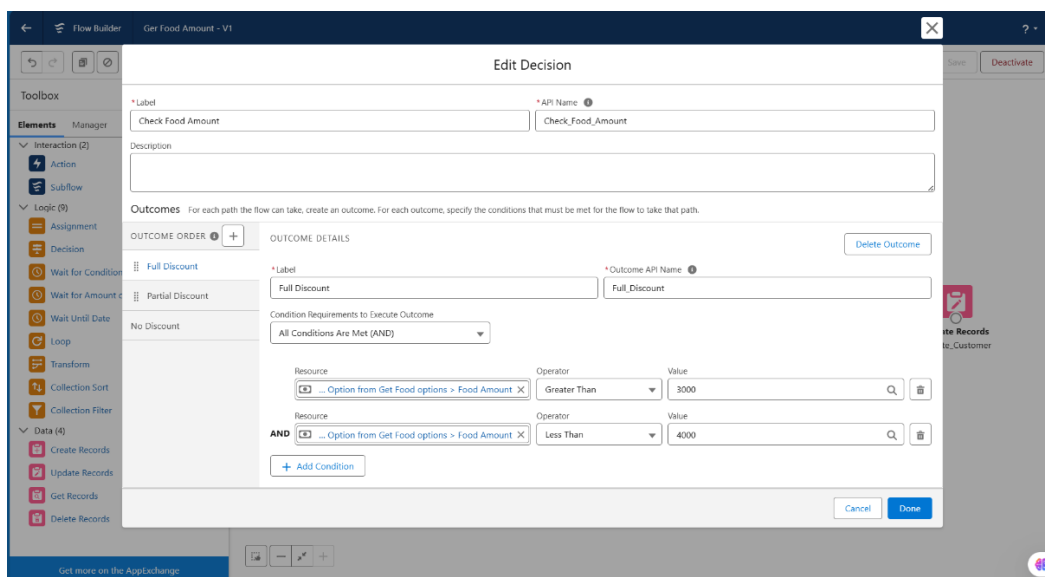 Flow Builder
Ger Food Amount - V1
?
Save
Deactivate
Edit Decision
Toolbox
Elements
Manager
Interaction (2)
Action
Subflow
Logic (9)
Assignment
Decision
Wait for Condition
Wait for Amount
Wait Until Date
Loop
Transform
Collection Sort
Collection Filter
Data (4)
Create Records
Update Records
Get Records
Delete Records
Get more on the AppExchange
* Label
Check Food Amount
* API Name
Check_Food_Amount
Description
Outcomes For each path the flow can take, create an outcome. For each outcome, specify the conditions that must be met for the flow to take that path.
OUTCOME ORDER
Full Discount
Partial Discount
No Discount
OUTCOME DETAILS
Delete Outcome
* Label
Full Discount
* Outcome API Name
Full_Discount
Condition Requirements to Execute Outcome
All Conditions Are Met (AND)
Resource Operator Value
... Option from Get Food options > Food Amount Greater Than 3000
Resource Operator Value
AND ... Option from Get Food options > Food Amount Less Than 4000
+ Add Condition
Cancel
Done
ate Records
te_Customer